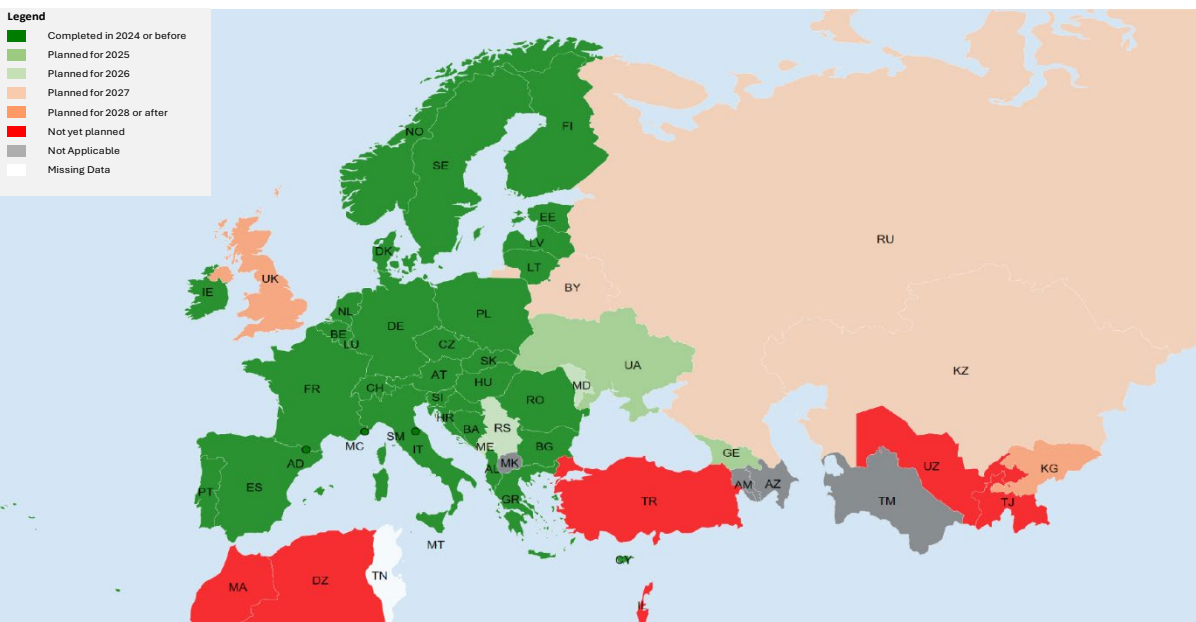 Legend
Completed in 2024 or before
Planned for 2025
Planned for 2026
Planned for 2027
Planned for 2028 or after
Not yet planned
Not Applicable
Missing Data
NO
FI
SE
EE
RU
LV
DK
LT
UK
IE
BY
NL
PL
DE
BE
LU
CZ
SK
UA
KZ
AT
HU
MD
FR
CH
SI
RO
HR
RS
BA
SM
MC
IT
ME
BG
GE
AD
AL
MK
UZ
KG
AM
AZ
PT
ES
GR
TR
TM
TJ
MT
CY
TN
DZ
MA
IL